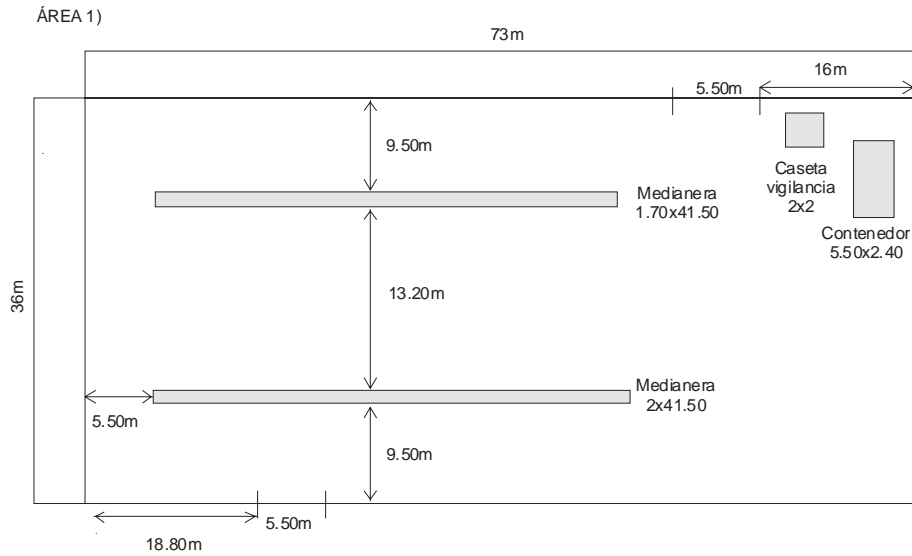 ÁREA 1)
73m
16m
5.50m
9.50m
Caseta
vigilancia
2x2
Medianera
1.70x41.50
Contenedor
5.50x2.40
36m
13.20m
Medianera
2x41.50
5.50m
9.50m
5.50m
18.80m